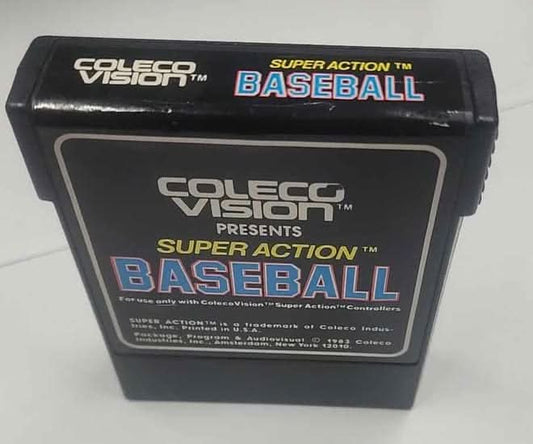 COLECO
VISION™
SUPER ACTION™
BASEBALL
COLECO
VISION™
PRESENTS
SUPER ACTION™
BASEBALL
For use only with ColecoVision™ Super Action™ Controllers
SUPER ACTION™ is a trademark of Coleco Indus-
tries, Inc. Printed in U.S.A.
Package, Program & Audiovisual © 1983 Coleco
Industries, Inc., Amsterdam, New York 12010.